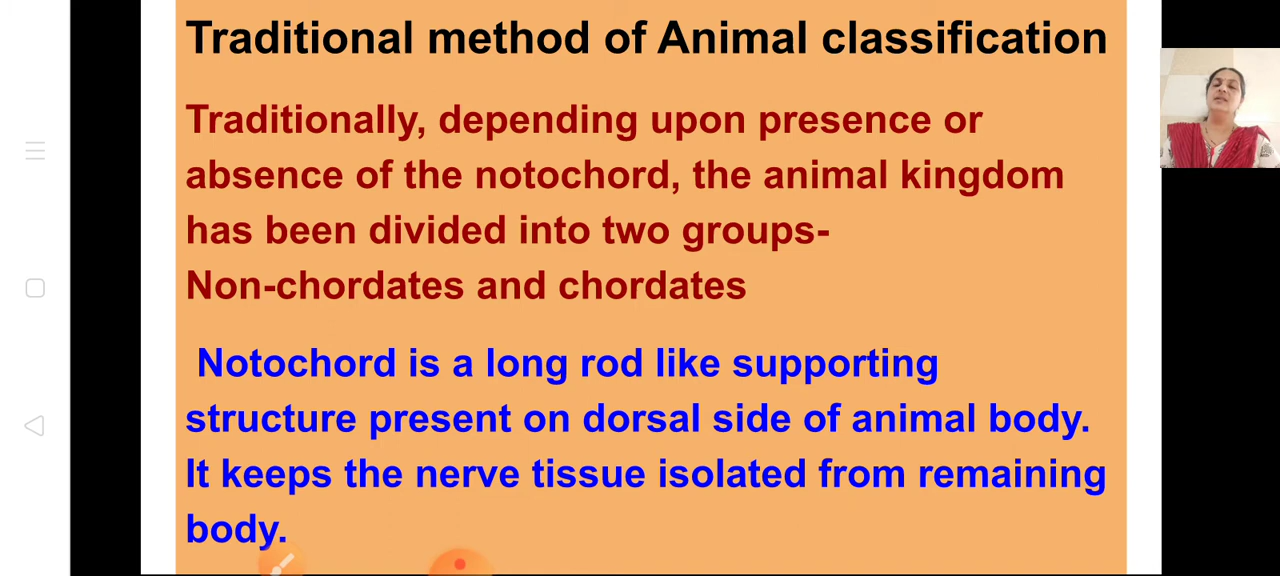 Traditional method of Animal classification
Traditionally, depending upon presence or
absence of the notochord, the animal kingdom
has been divided into two groups-
Non-chordates and chordates
Notochord is a long rod like supporting
structure present on dorsal side of animal body.
It keeps the nerve tissue isolated from remaining
body.